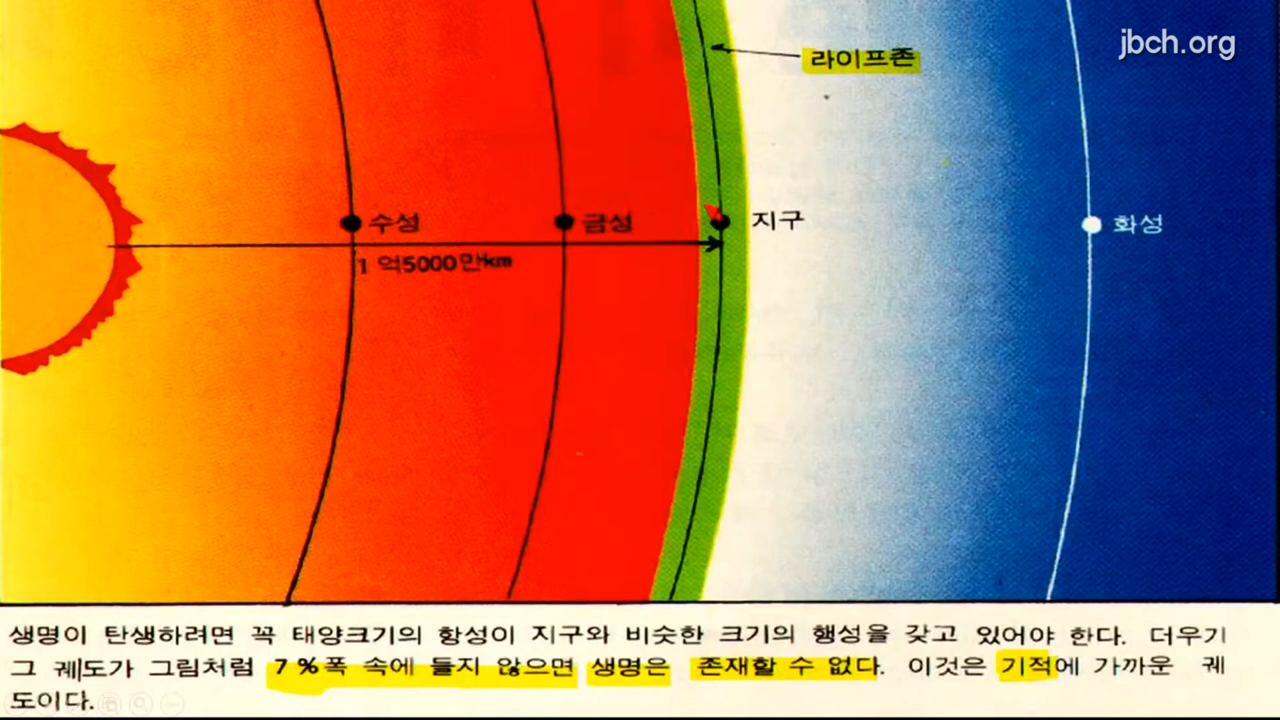 jbch.org
라이프존
수성
금성
지구
화성
1억5000만km
생명이 탄생하려면 꼭 태양크기의 항성이 지구와 비슷한 크기의 행성을 갖고 있어야 한다. 더우기
그 궤도가 그림처럼 7%폭 속에 들지 않으면 생명은 존재할 수 없다. 이것은 기적에 가까운 궤
도이다.